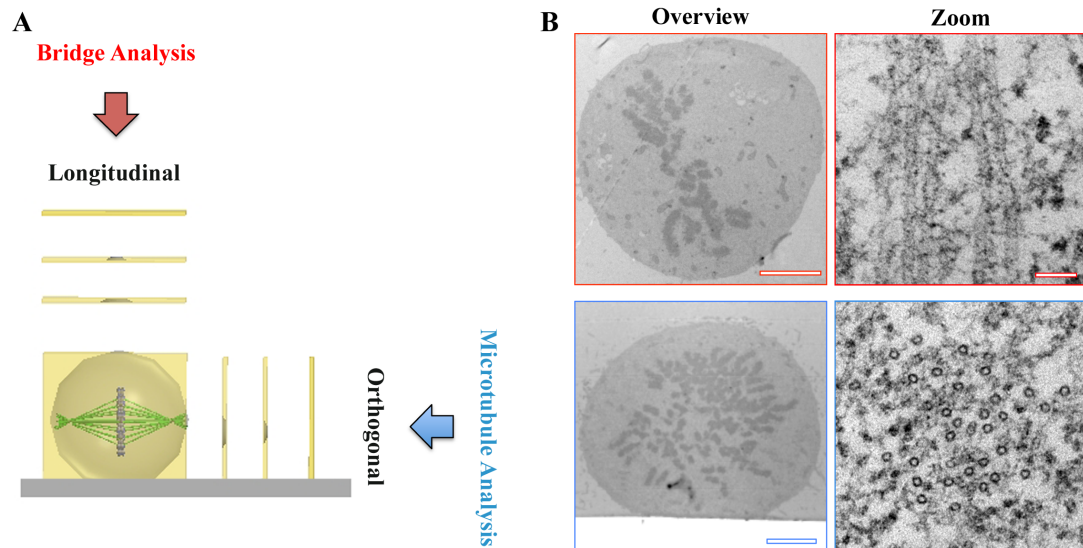 A
Bridge Analysis
Longitudinal
Orthogonal
Microtubule Analysis
B
Overview
Zoom